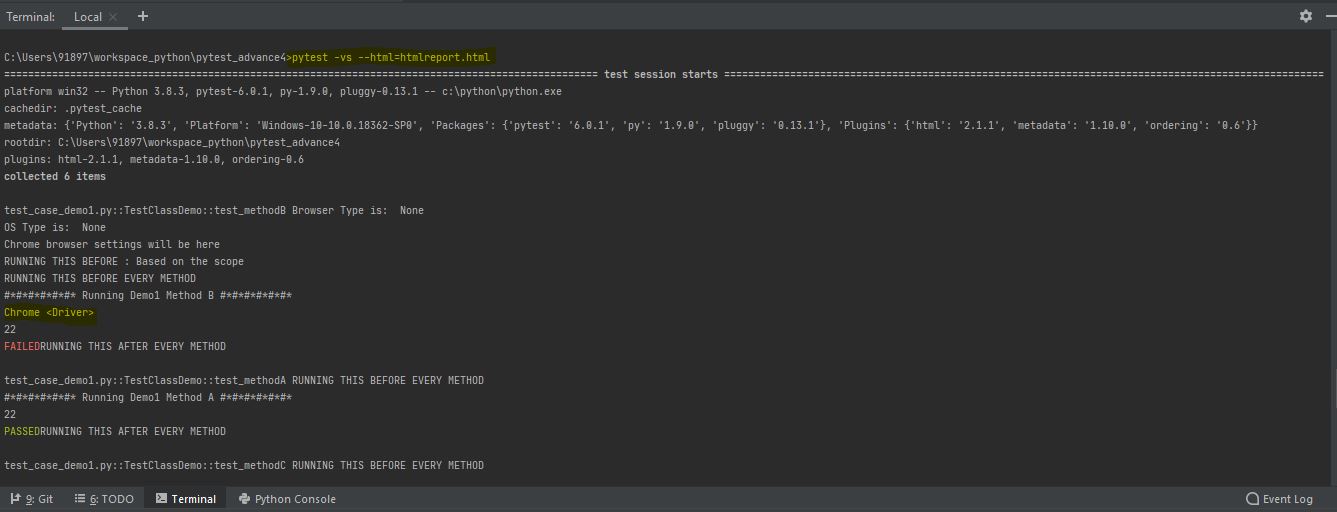 Terminal: Local × +
C:\Users\91897\workspace_python\pytest_advance4>pytest -vs --html=htmlreport.html
=================================================================================================== test session starts ====================================================================================================
platform win32 -- Python 3.8.3, pytest-6.0.1, py-1.9.0, pluggy-0.13.1 -- c:\python\python.exe
cachedir: .pytest_cache
metadata: {'Python': '3.8.3', 'Platform': 'Windows-10-10.0.18362-SP0', 'Packages': {'pytest': '6.0.1', 'py': '1.9.0', 'pluggy': '0.13.1'}, 'Plugins': {'html': '2.1.1', 'metadata': '1.10.0', 'ordering': '0.6'}}
rootdir: C:\Users\91897\workspace_python\pytest_advance4
plugins: html-2.1.1, metadata-1.10.0, ordering-0.6
collected 6 items
test_case_demo1.py::TestClassDemo::test_methodB Browser Type is:  None
OS Type is:  None
Chrome browser settings will be here
RUNNING THIS BEFORE : Based on the scope
RUNNING THIS BEFORE EVERY METHOD
#*#*#*#*#*#* Running Demo1 Method B #*#*#*#*#*#*
Chrome <Driver>
22
FAILEDRUNNING THIS AFTER EVERY METHOD
test_case_demo1.py::TestClassDemo::test_methodA RUNNING THIS BEFORE EVERY METHOD
#*#*#*#*#*#* Running Demo1 Method A #*#*#*#*#*#*
22
PASSEDRUNNING THIS AFTER EVERY METHOD
test_case_demo1.py::TestClassDemo::test_methodC RUNNING THIS BEFORE EVERY METHOD
9: Git 6: TODO Terminal Python Console Event Log